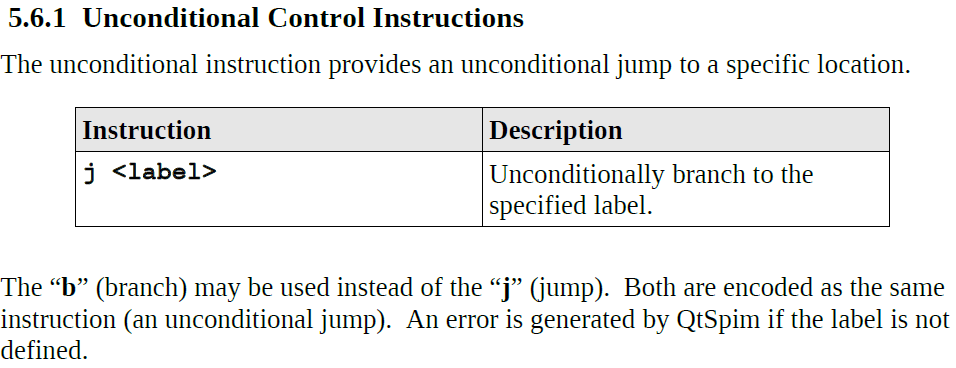 5.6.1 Unconditional Control Instructions
The unconditional instruction provides an unconditional jump to a specific location.
Instruction Description
j <label> Unconditionally branch to the
specified label.
The “b” (branch) may be used instead of the “j” (jump). Both are encoded as the same
instruction (an unconditional jump). An error is generated by QtSpim if the label is not
defined.